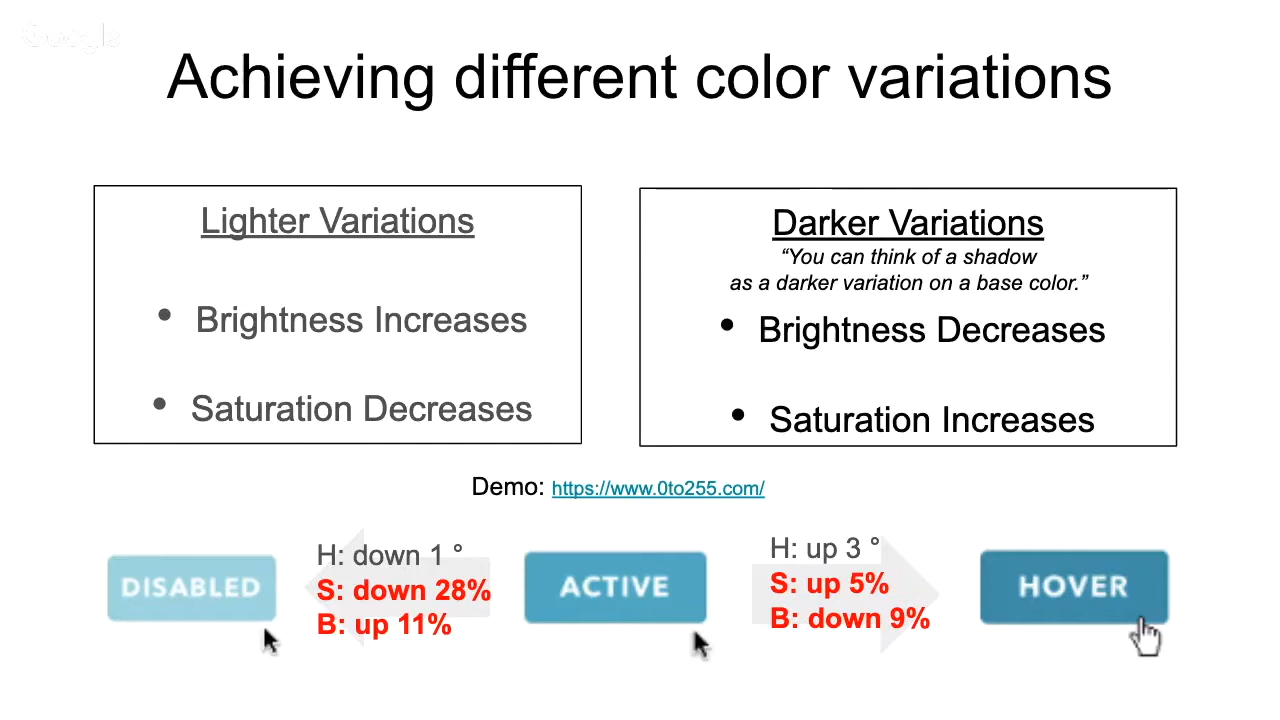 Google
Achieving different color variations
Lighter Variations
• Brightness Increases
• Saturation Decreases
Darker Variations
“You can think of a shadow
as a darker variation on a base color.”
• Brightness Decreases
• Saturation Increases
Demo: https://www.0to255.com/
DISABLED
H: down 1 °
S: down 28%
B: up 11%
ACTIVE
H: up 3 °
S: up 5%
B: down 9%
HOVER